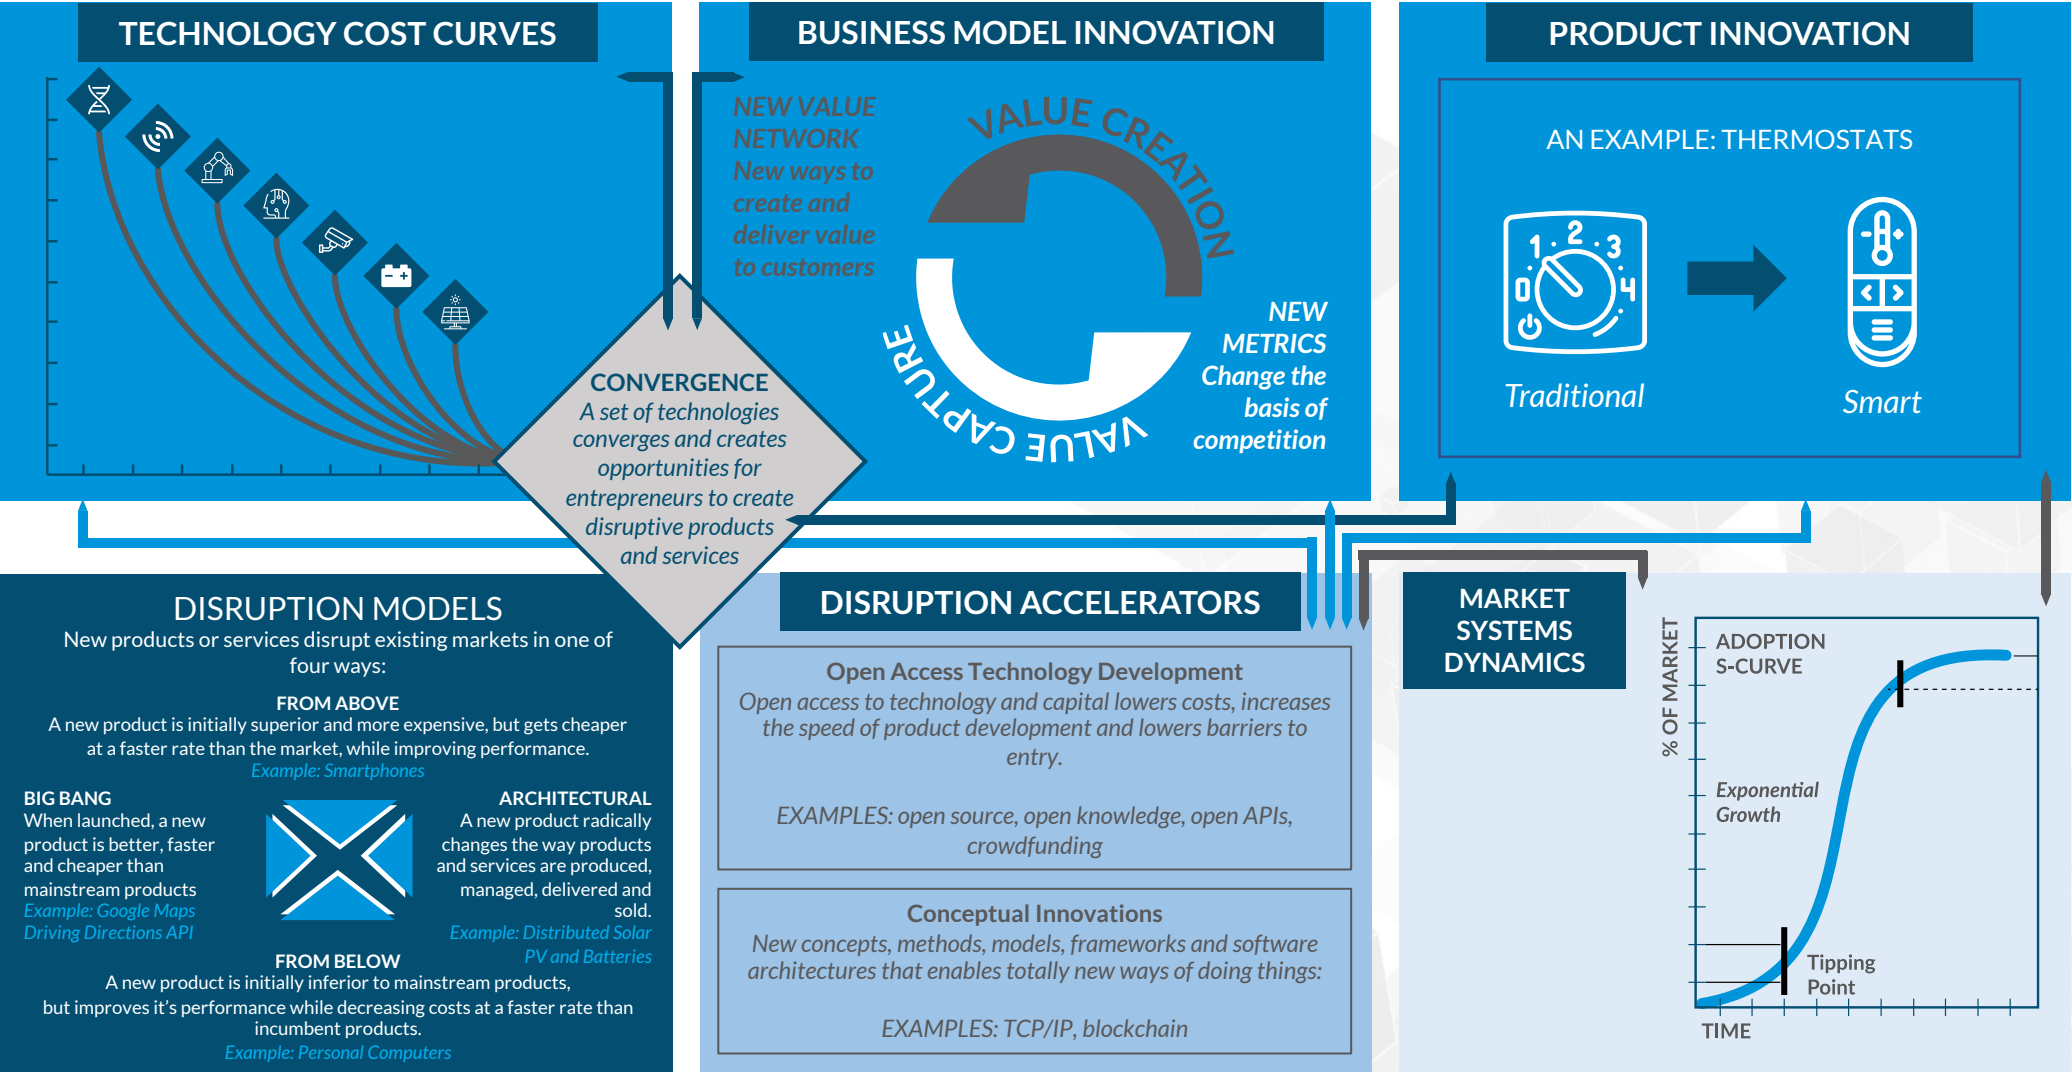 TECHNOLOGY COST CURVES
BUSINESS MODEL INNOVATION
NEW VALUE
NETWORK
New ways to
create and
deliver value
to customers
VALUE CREATION
VALUE CAPTURE
NEW
METRICS
Change the
basis of
competition
PRODUCT INNOVATION
AN EXAMPLE: THERMOSTATS
0 1 2 3 4
Traditional
Smart
CONVERGENCE
A set of technologies
converges and creates
opportunities for
entrepreneurs to create
disruptive products
and services
DISRUPTION MODELS
New products or services disrupt existing markets in one of
four ways:
FROM ABOVE
A new product is initially superior and more expensive, but gets cheaper
at a faster rate than the market, while improving performance.
Example: Smartphones
BIG BANG
When launched, a new
product is better, faster
and cheaper than
mainstream products
Example: Google Maps
Driving Directions API
ARCHITECTURAL
A new product radically
changes the way products
and services are produced,
managed, delivered and
sold.
Example: Distributed Solar
PV and Batteries
FROM BELOW
A new product is initially inferior to mainstream products,
but improves it's performance while decreasing costs at a faster rate than
incumbent products.
Example: Personal Computers
DISRUPTION ACCELERATORS
Open Access Technology Development
Open access to technology and capital lowers costs, increases
the speed of product development and lowers barriers to
entry.
EXAMPLES: open source, open knowledge, open APIs,
crowdfunding
Conceptual Innovations
New concepts, methods, models, frameworks and software
architectures that enables totally new ways of doing things:
EXAMPLES: TCP/IP, blockchain
MARKET
SYSTEMS
DYNAMICS
% OF MARKET
ADOPTION
S-CURVE
Exponential
Growth
Tipping
Point
TIME